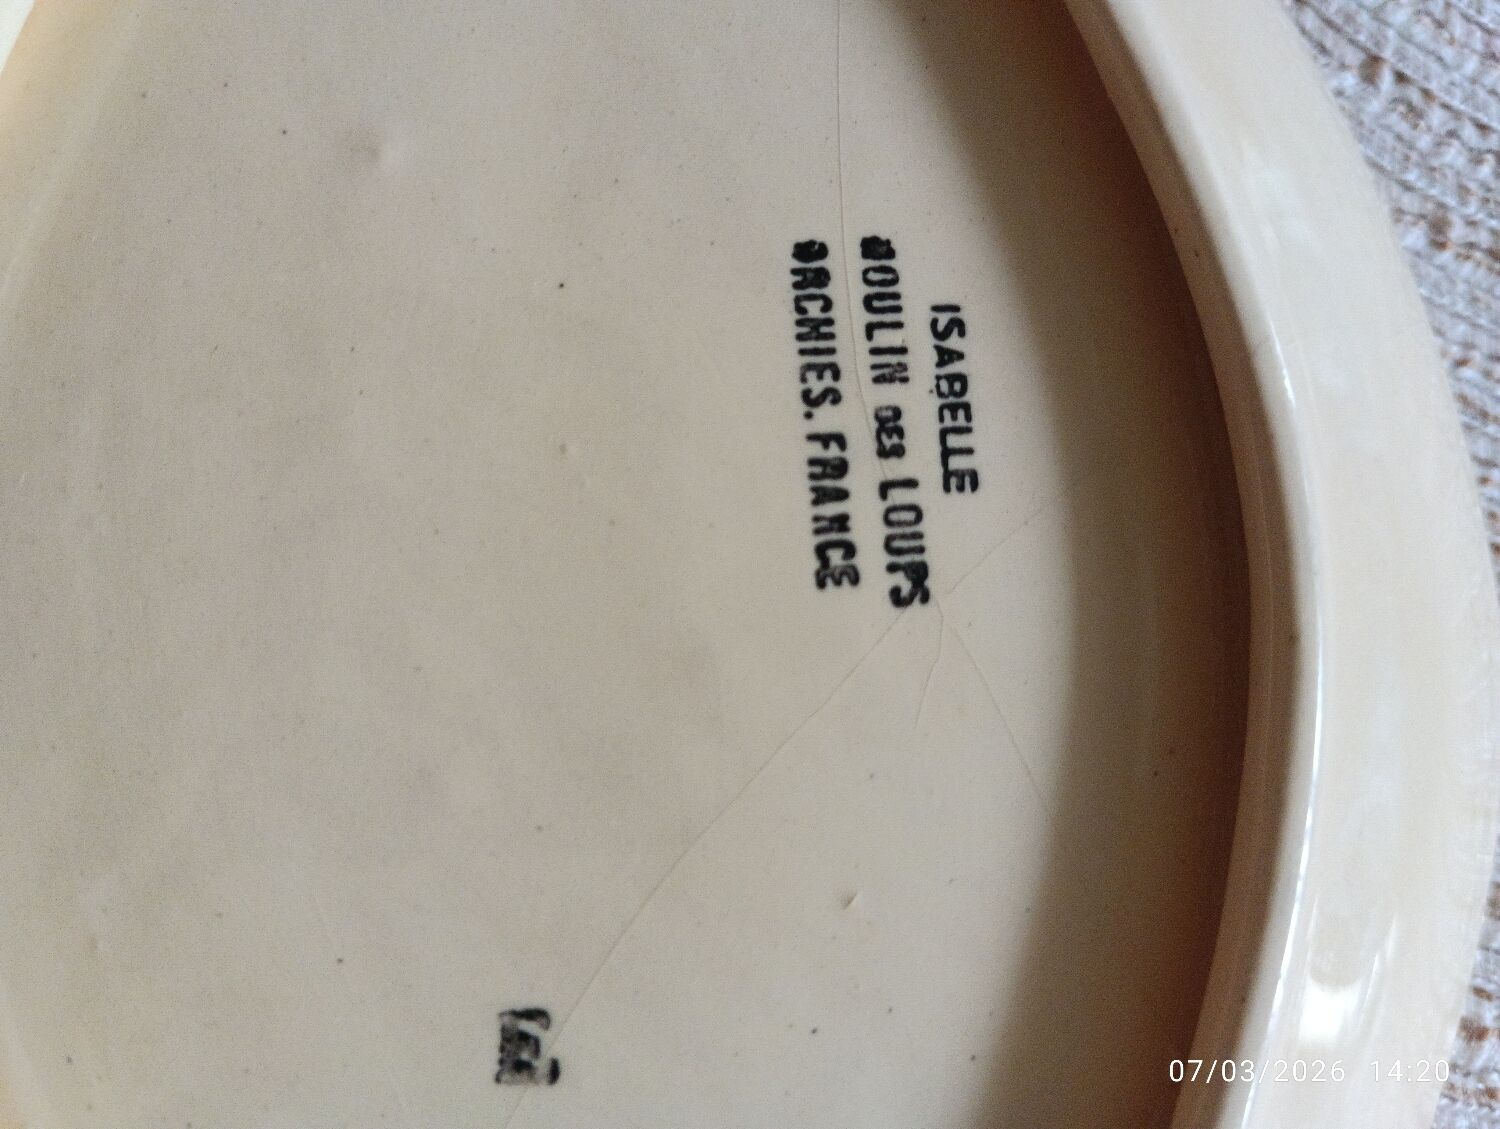 ISABELLE
MOULIN DES LOUPS
ORCHIES. FRANCE
07/03/2026 14:20